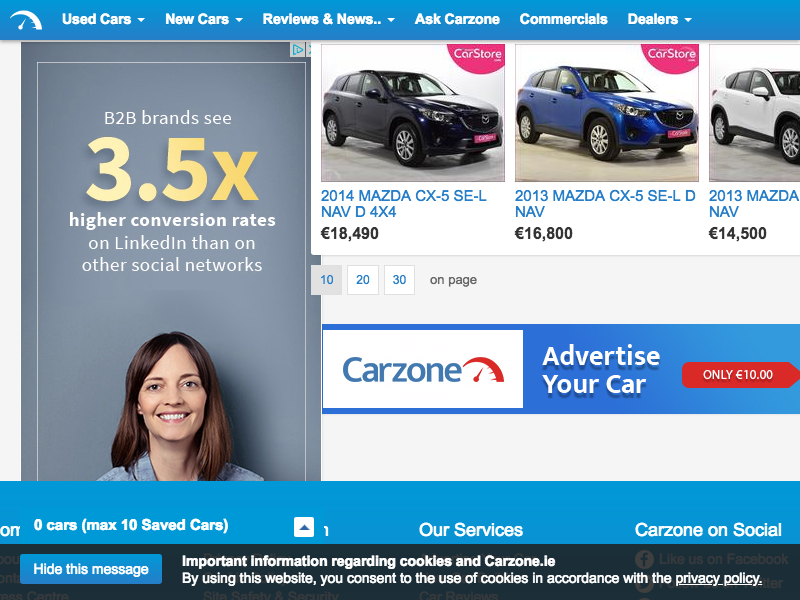 Used Cars New Cars Reviews & News.. Ask Carzone Commercials Dealers
B2B brands see
3.5x
higher conversion rates
on LinkedIn than on
other social networks
CarStore
CarStore
CarStore
CarStore
2014 MAZDA CX-5 SE-L
NAV D 4X4
€18,490
2013 MAZDA CX-5 SE-L D
NAV
€16,800
2013 MAZDA
NAV
€14,500
10 20 30 on page
Carzone
Advertise
Your Car
ONLY €10.00
0 cars (max 10 Saved Cars)
Our Services
Carzone on Social
Like us on Facebook
Hide this message
Important information regarding cookies and Carzone.ie
By using this website, you consent to the use of cookies in accordance with the privacy policy.
Site Safety & Security
Car Reviews